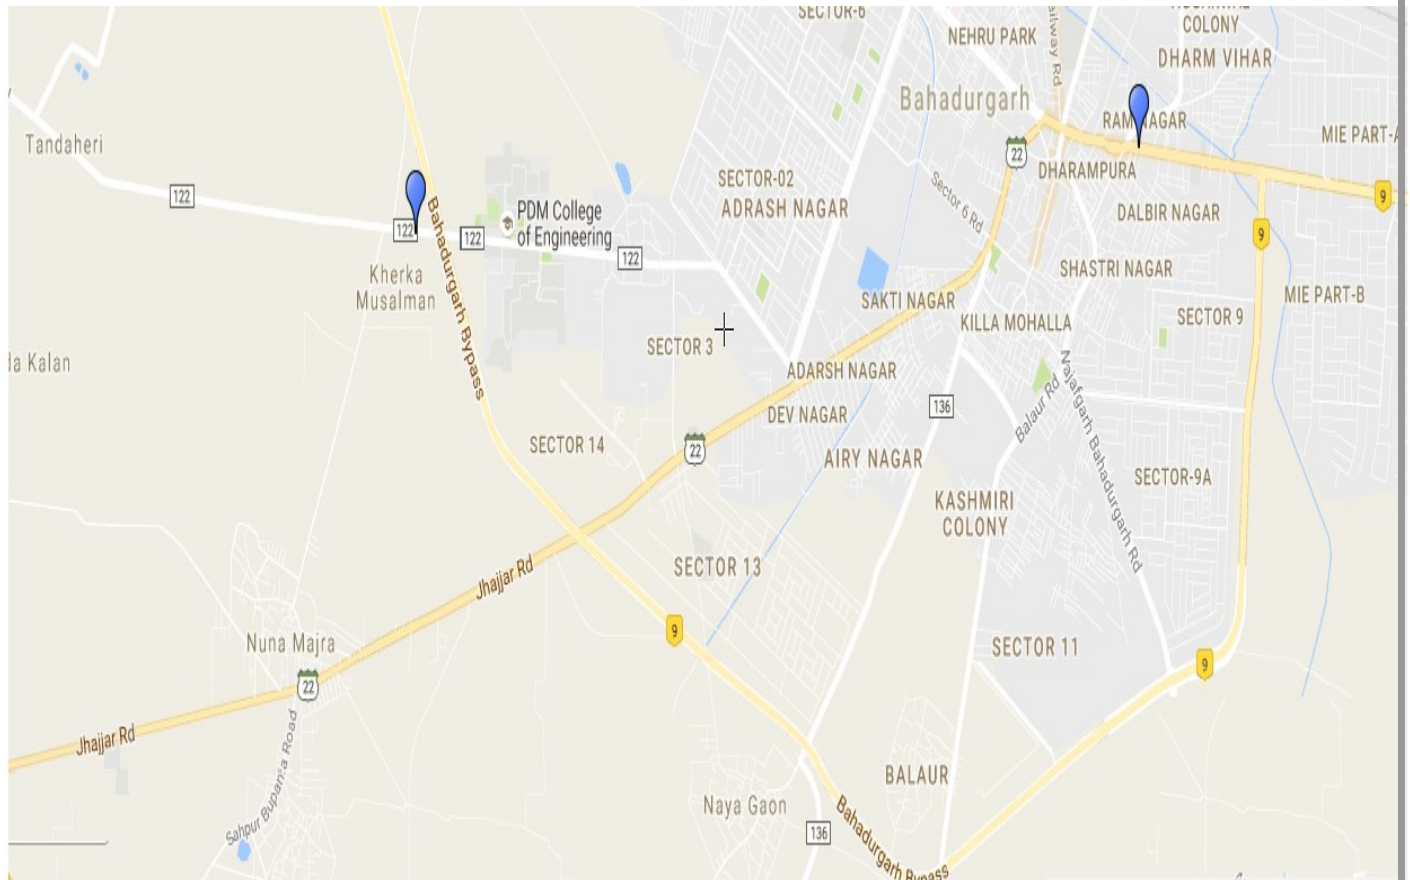 SECTOR-6
COLONY
NEHRU PARK
DHARM VIHAR
Bahadurgarh
RAM NAGAR
MIE PART-A
Tandaheri
22
DHARAMPURA
SECTOR-02
ADRASH NAGAR
Sector 6 Rd
9
122
DALBIR NAGAR
PDM College
of Engineering
122
122
122
9
Kherka
Musalman
Bahadurgarh Bypass
SHASTRI NAGAR
SAKTI NAGAR
MIE PART-B
KILLA MOHALLA
SECTOR 9
SECTOR 3
da Kalan
ADARSH NAGAR
136
Balaur Rd
Najafgarh Bahadurgarh Rd
DEV NAGAR
SECTOR 14
22
AIRY NAGAR
SECTOR-9A
KASHMIRI
COLONY
Jhajjar Rd
SECTOR 13
9
Nuna Majra
SECTOR 11
9
22
Jhajjar Rd
Sahpur Bupania Road
BALAUR
Naya Gaon
136
Bahadurgarh Bypass